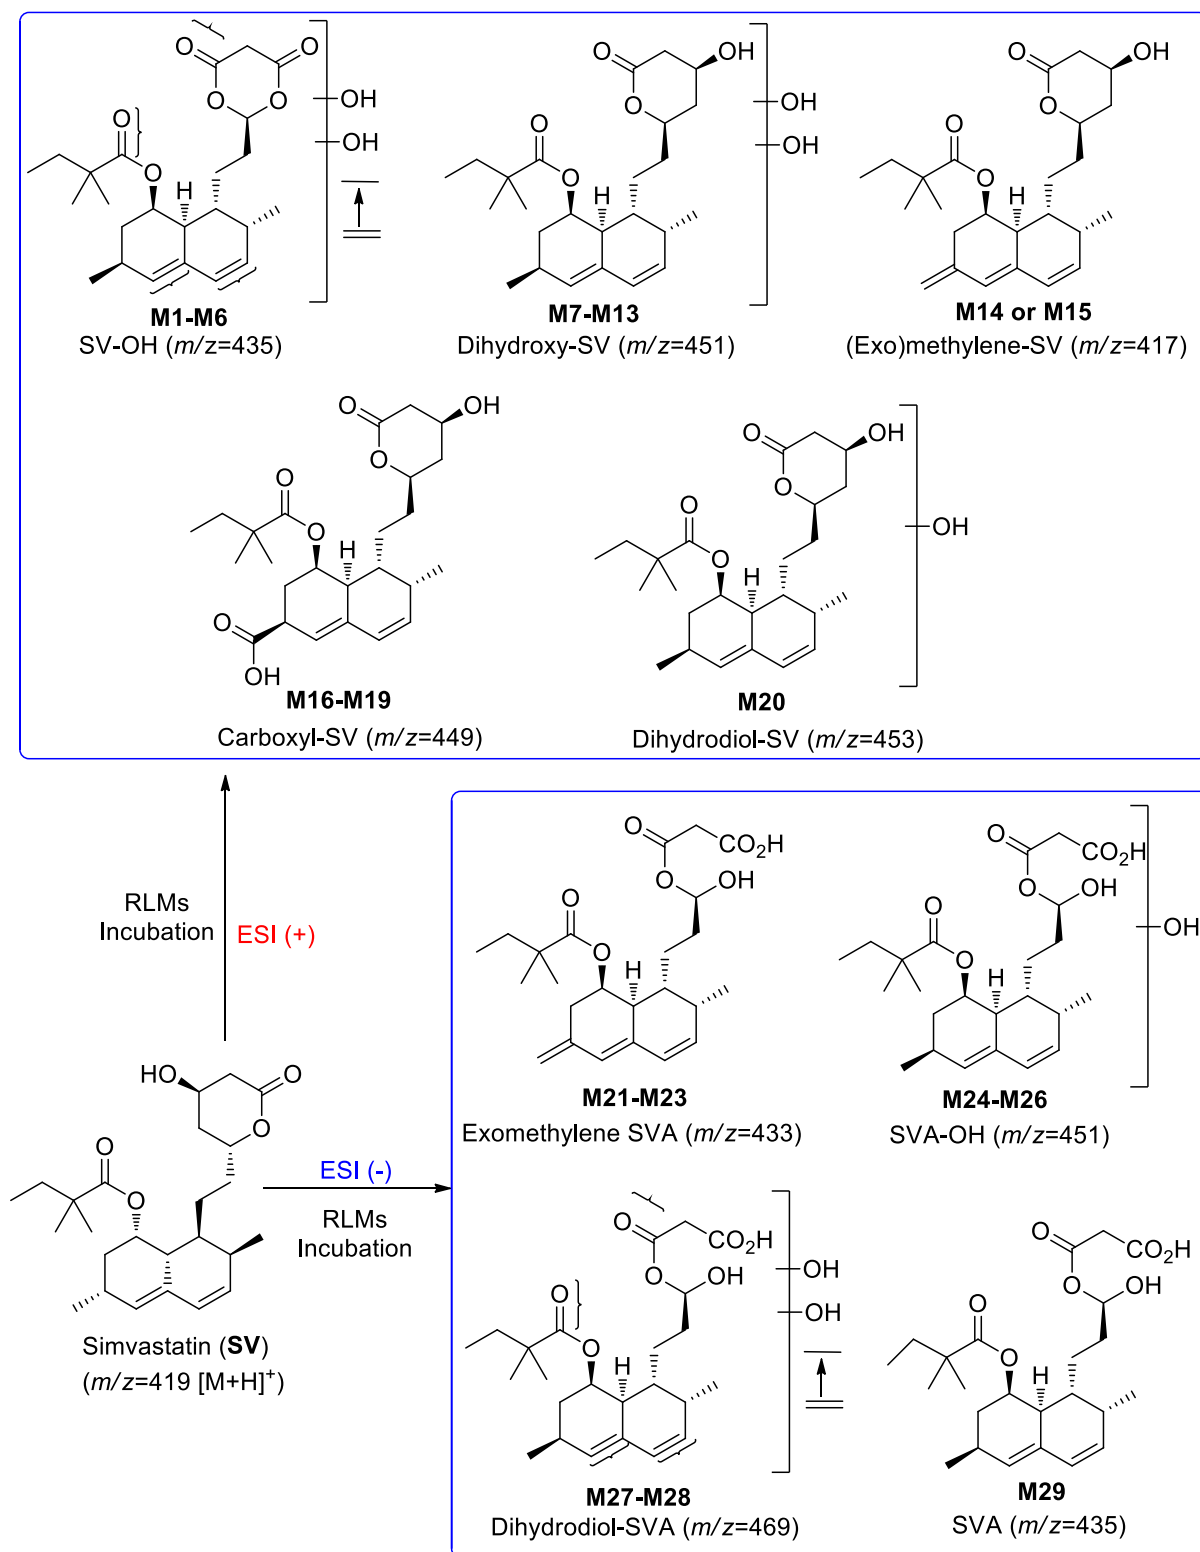 O O
O O
OH
OH
O
O
H
M1-M6
SV-OH (m/z=435)
O OH
O
OH
OH
O
O
H
M7-M13
Dihydroxy-SV (m/z=451)
O OH
O
O
O
H
M14 or M15
(Exo)methylene-SV (m/z=417)
O OH
O
O
O
H
O
OH
M16-M19
Carboxyl-SV (m/z=449)
O OH
O
OH
O
O
H
M20
Dihydrodiol-SV (m/z=453)
RLMs
Incubation
ESI (+)
HO O
O
O
O
Simvastatin (SV)
(m/z=419 [M+H]+)
ESI (-)
RLMs
Incubation
O
CO2H
O OH
O
O
H
M21-M23
Exomethylene SVA (m/z=433)
O
CO2H
O OH
OH
O
O
H
M24-M26
SVA-OH (m/z=451)
O
CO2H
O OH
OH
OH
O
O
H
M27-M28
Dihydrodiol-SVA (m/z=469)
O
CO2H
O OH
O
O
H
M29
SVA (m/z=435)